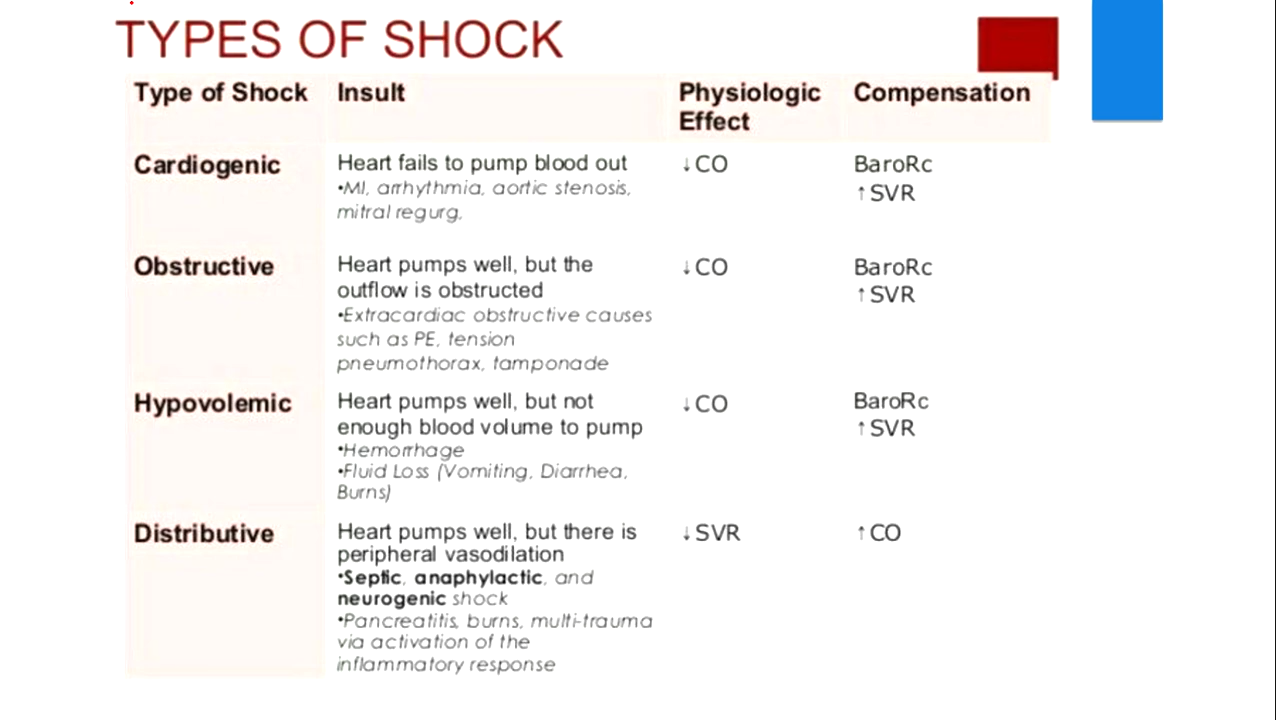 TYPES OF SHOCK
Type of Shock
Insult
Physiologic
Effect
Compensation
Cardiogenic
Heart fails to pump blood out
•MI, arrhythmia, aortic stenosis,
mitral regurg.
↓CO
BaroRc
↑SVR
Obstructive
Heart pumps well, but the
outflow is obstructed
•Extracardiac obstructive causes
such as PE, tension
pneumothorax, tamponade
↓CO
BaroRc
↑SVR
Hypovolemic
Heart pumps well, but not
enough blood volume to pump
•Hemorrhage
•Fluid Loss (Vomiting, Diarrhea,
Burns)
↓CO
BaroRc
↑SVR
Distributive
Heart pumps well, but there is
peripheral vasodilation
•Septic, anaphylactic, and
neurogenic shock
•Pancreatitis, burns, multi-trauma
via activation of the
inflammatory response
↓SVR
↑CO